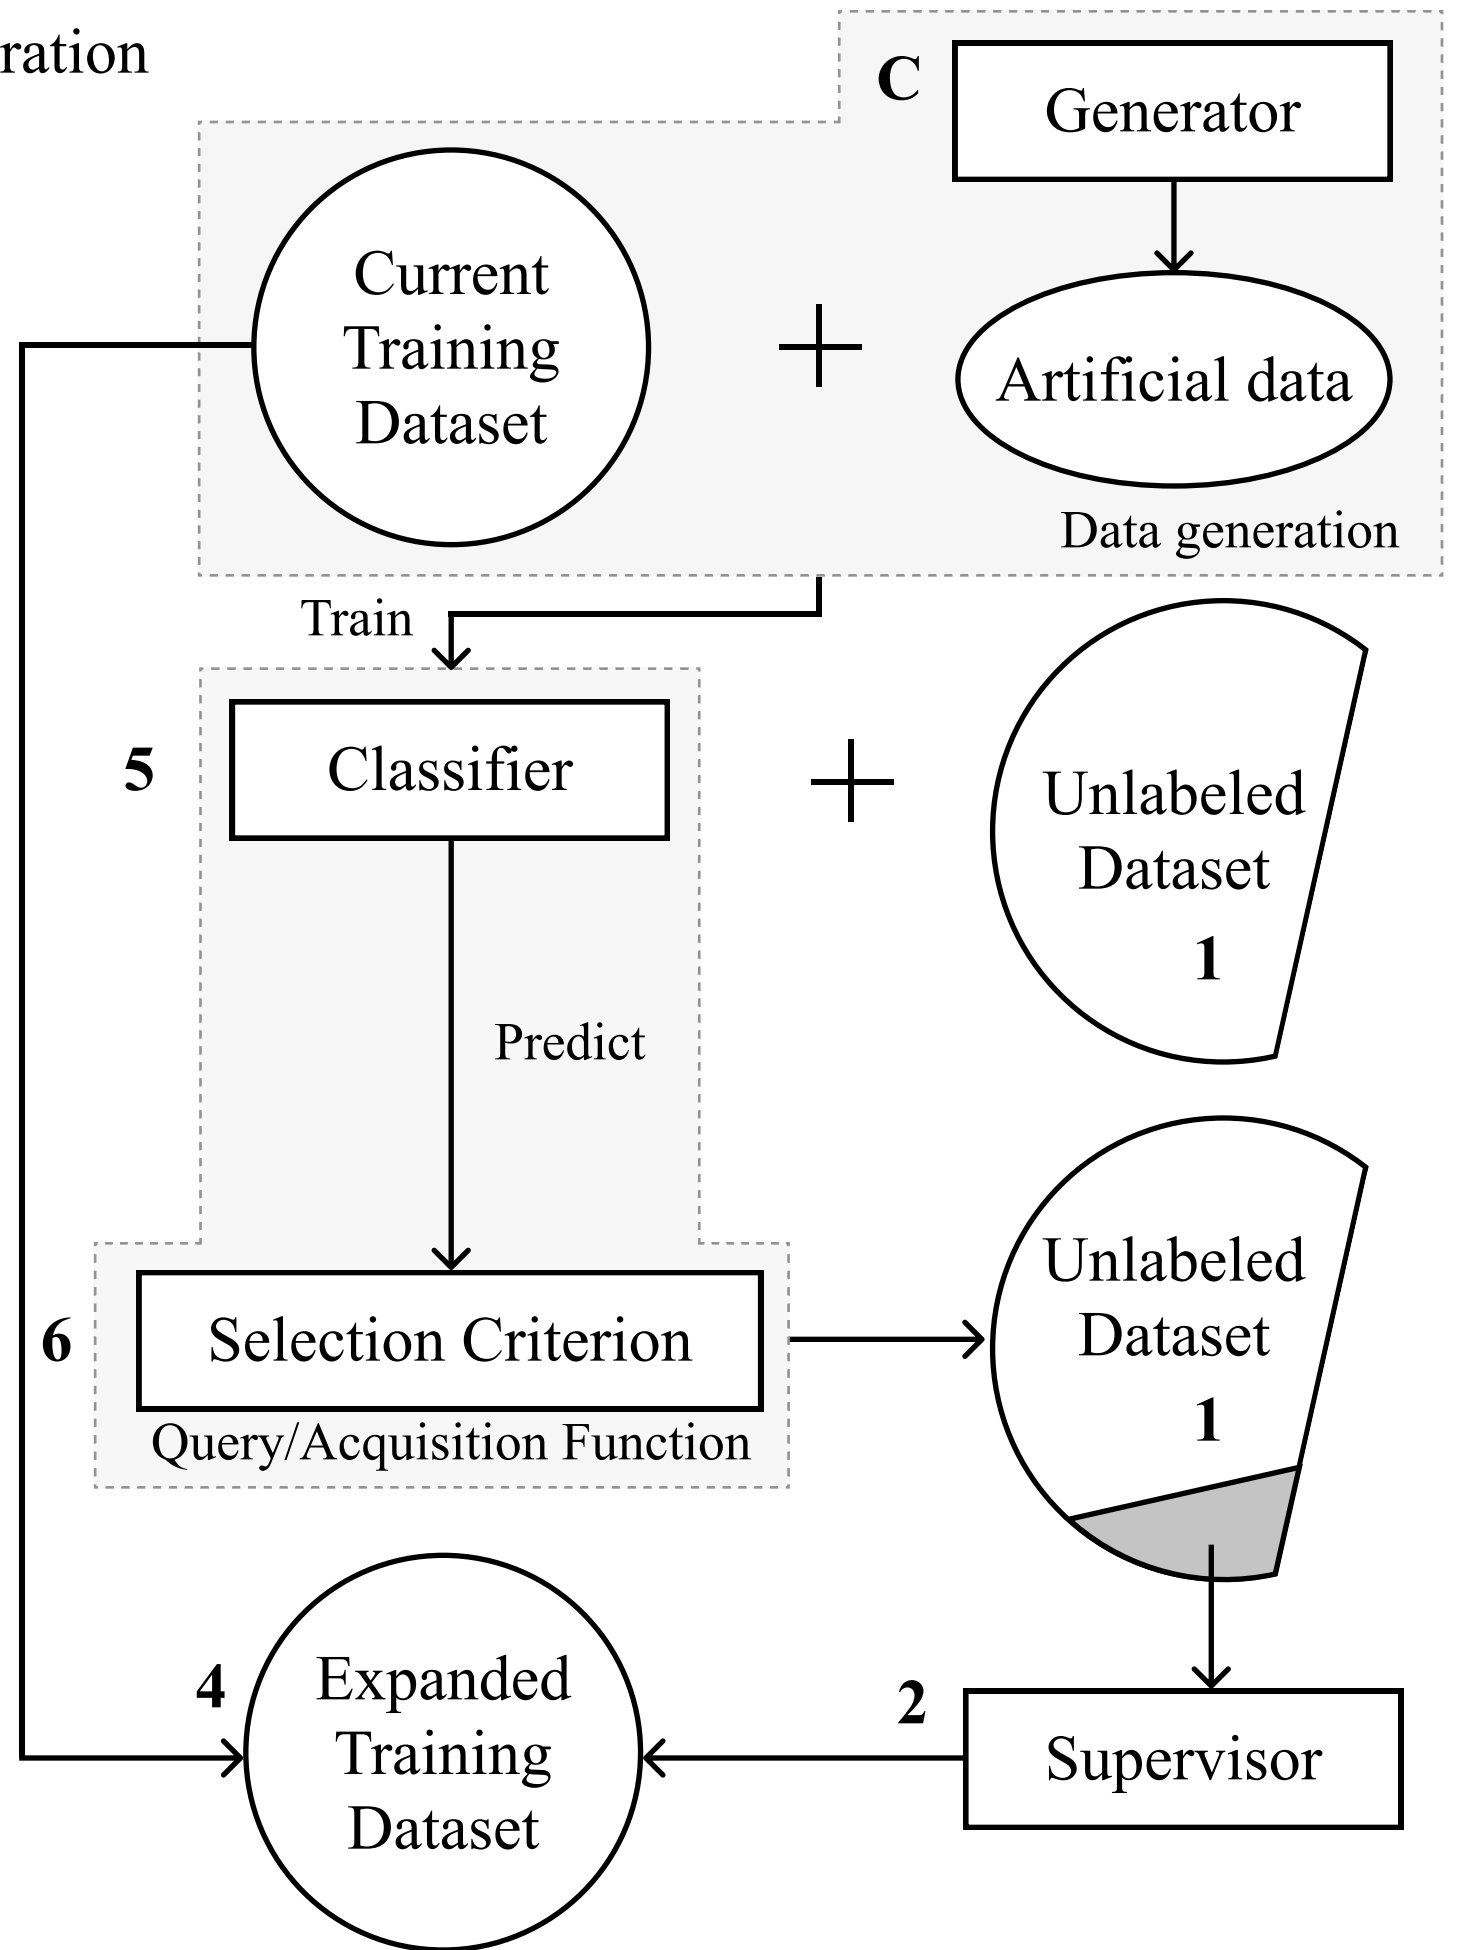 ration
C
Generator
Current
Training
Dataset
Artificial data
Data generation
Train
5
Classifier
Unlabeled
Dataset
1
Predict
6
Selection Criterion
Query/Acquisition Function
Unlabeled
Dataset
1
4
Expanded
Training
Dataset
2
Supervisor